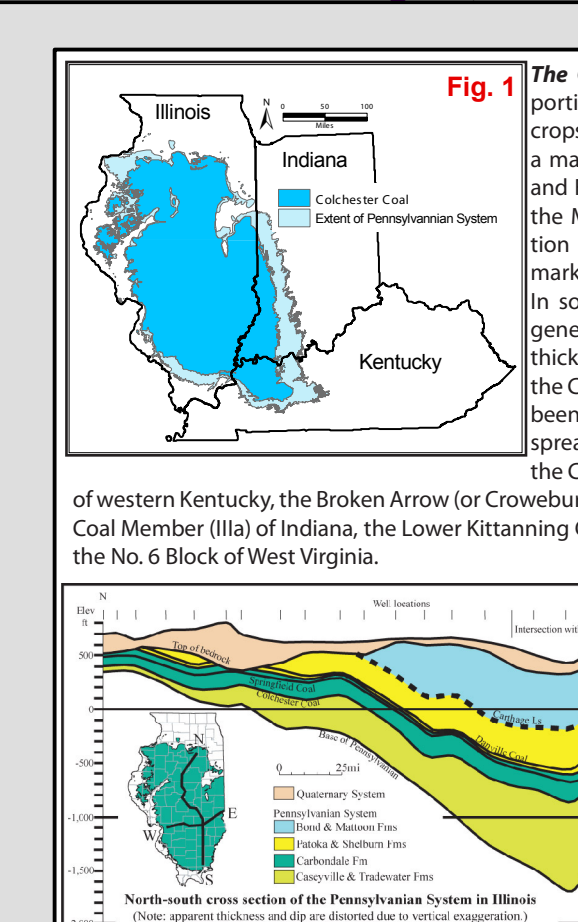 Fig. 1
Illinois
N
0 50 100
Miles
Indiana
Colchester Coal
Extent of Pennsylvannian System
Kentucky
The
porti
crops
a ma
and
the M
tion
mark
In so
gene
thick
the C
been
sprea
the C
of western Kentucky, the Broken Arrow (or Crowebur
Coal Member (IIIa) of Indiana, the Lower Kittanning
the No. 6 Block of West Virginia.
N
Elev
ft
Well locations
Intersection wit
500
0
-500
-1,000
-1,500
Top of bedrock
Springfield Coal
Colchester Coal
Base of Pennsylvanian
Carthage Ls
Danville Coal
N
W
E
S
0 25mi
Quaternary System
Pennsylvanian System
Bond & Mattoon Fms
Patoka & Shelburn Fms
Carbondale Fm
Caseyville & Tradewater Fms
North-south cross section of the Pennsylvanian System in Illinois
(Note: apparent thickness and dip are distorted due to vertical exaggeration.)